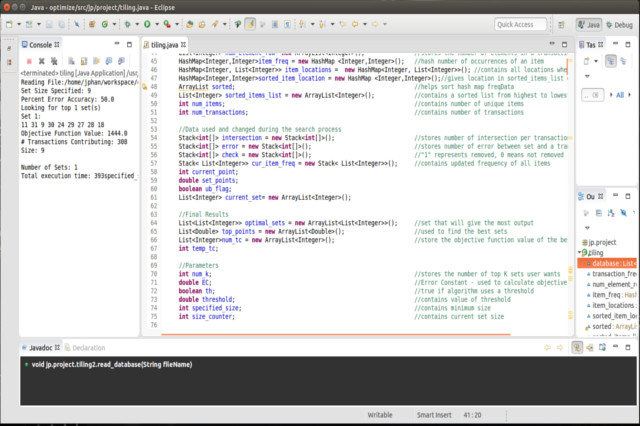 Java - optimize/src/jp/project/tiling.java - Eclipse
Quick Access
Java
Debug
Console
<terminated> tiling [Java Application] /usr/
Reading File:/home/johan/workspace/
Set Size Specified: 9
Percent Error Accuracy: 50.0
Looking for top 1 set(s)
Set 1:
11 31 9 30 24 29 27 28 18
Objective Function Value: 1444.0
# Transactions Contributing: 308
Size: 9
Number of Sets: 1
Total execution time: 393specified_
tiling.java
45 HashMap<Integer,Integer>item_freq = new HashMap <Integer,Integer>(); //hash number of occurrences of an item
46 HashMap<Integer, List<Integer>> item_locations = new HashMap<Integer, List<Integer>>(); //contains all locations whe
47 HashMap<Integer,Integer>sorted_item_location = new HashMap<Integer,Integer>();//gives location in sorted_items_list
48 ArrayList sorted; //helps sort hash map freqData
49 List<Integer> sorted_items_list = new ArrayList<Integer>(); //contains a sorted list from highest to lowes
50 int num_items; //contains number of unique items
51 int num_transactions; //contains number of transactions
52
53 //Data used and changed during the search process
54 Stack<int[]> intersection = new Stack<int[]>(); //stores number of intersection per transaction
55 Stack<int[]> error = new Stack<int[]>(); //stores number of error between set and a tra
56 Stack<int[]> check = new Stack<int[]>(); //"1" represents removed, 0 means not removed
57 Stack< List<Integer>> cur_item_freq = new Stack< List<Integer>>(); //contains updated frequency of all items
58 int current_point;
59 double set_points;
60 boolean ub_flag;
61 List<Integer> current_set= new ArrayList<Integer>();
62
63 //Final Results
64 List<List<Integer>> optimal_sets = new ArrayList<List<Integer>>(); //set that will give the most output
65 List<Double> top_points = new ArrayList<Double>(); //used to find the best sets
66 List<Integer>num_tc = new ArrayList<Integer>(); //store the objective function value of the be
67 int temp_tc;
68
69 //Parameters
70 int num_k; //stores the number of top K sets user wants
71 double EC; //Error Constant - used to calculate objective
72 boolean th; //true if algorithm uses a threshold
73 double threshold; //contains value of threshold
74 int specified_size; //contains minimum size
75 int size_counter; //contains current set size
76
Tas
All
Ou
jp.project
tiling
database: List<
transaction_fre
num_element_ro
item_freq: Hash
item_locations:
sorted_item_loc
sorted : ArrayLi
Javadoc
Declaration
void jp.project.tiling2.read_database(String fileName)
Writable
Smart Insert
41:20